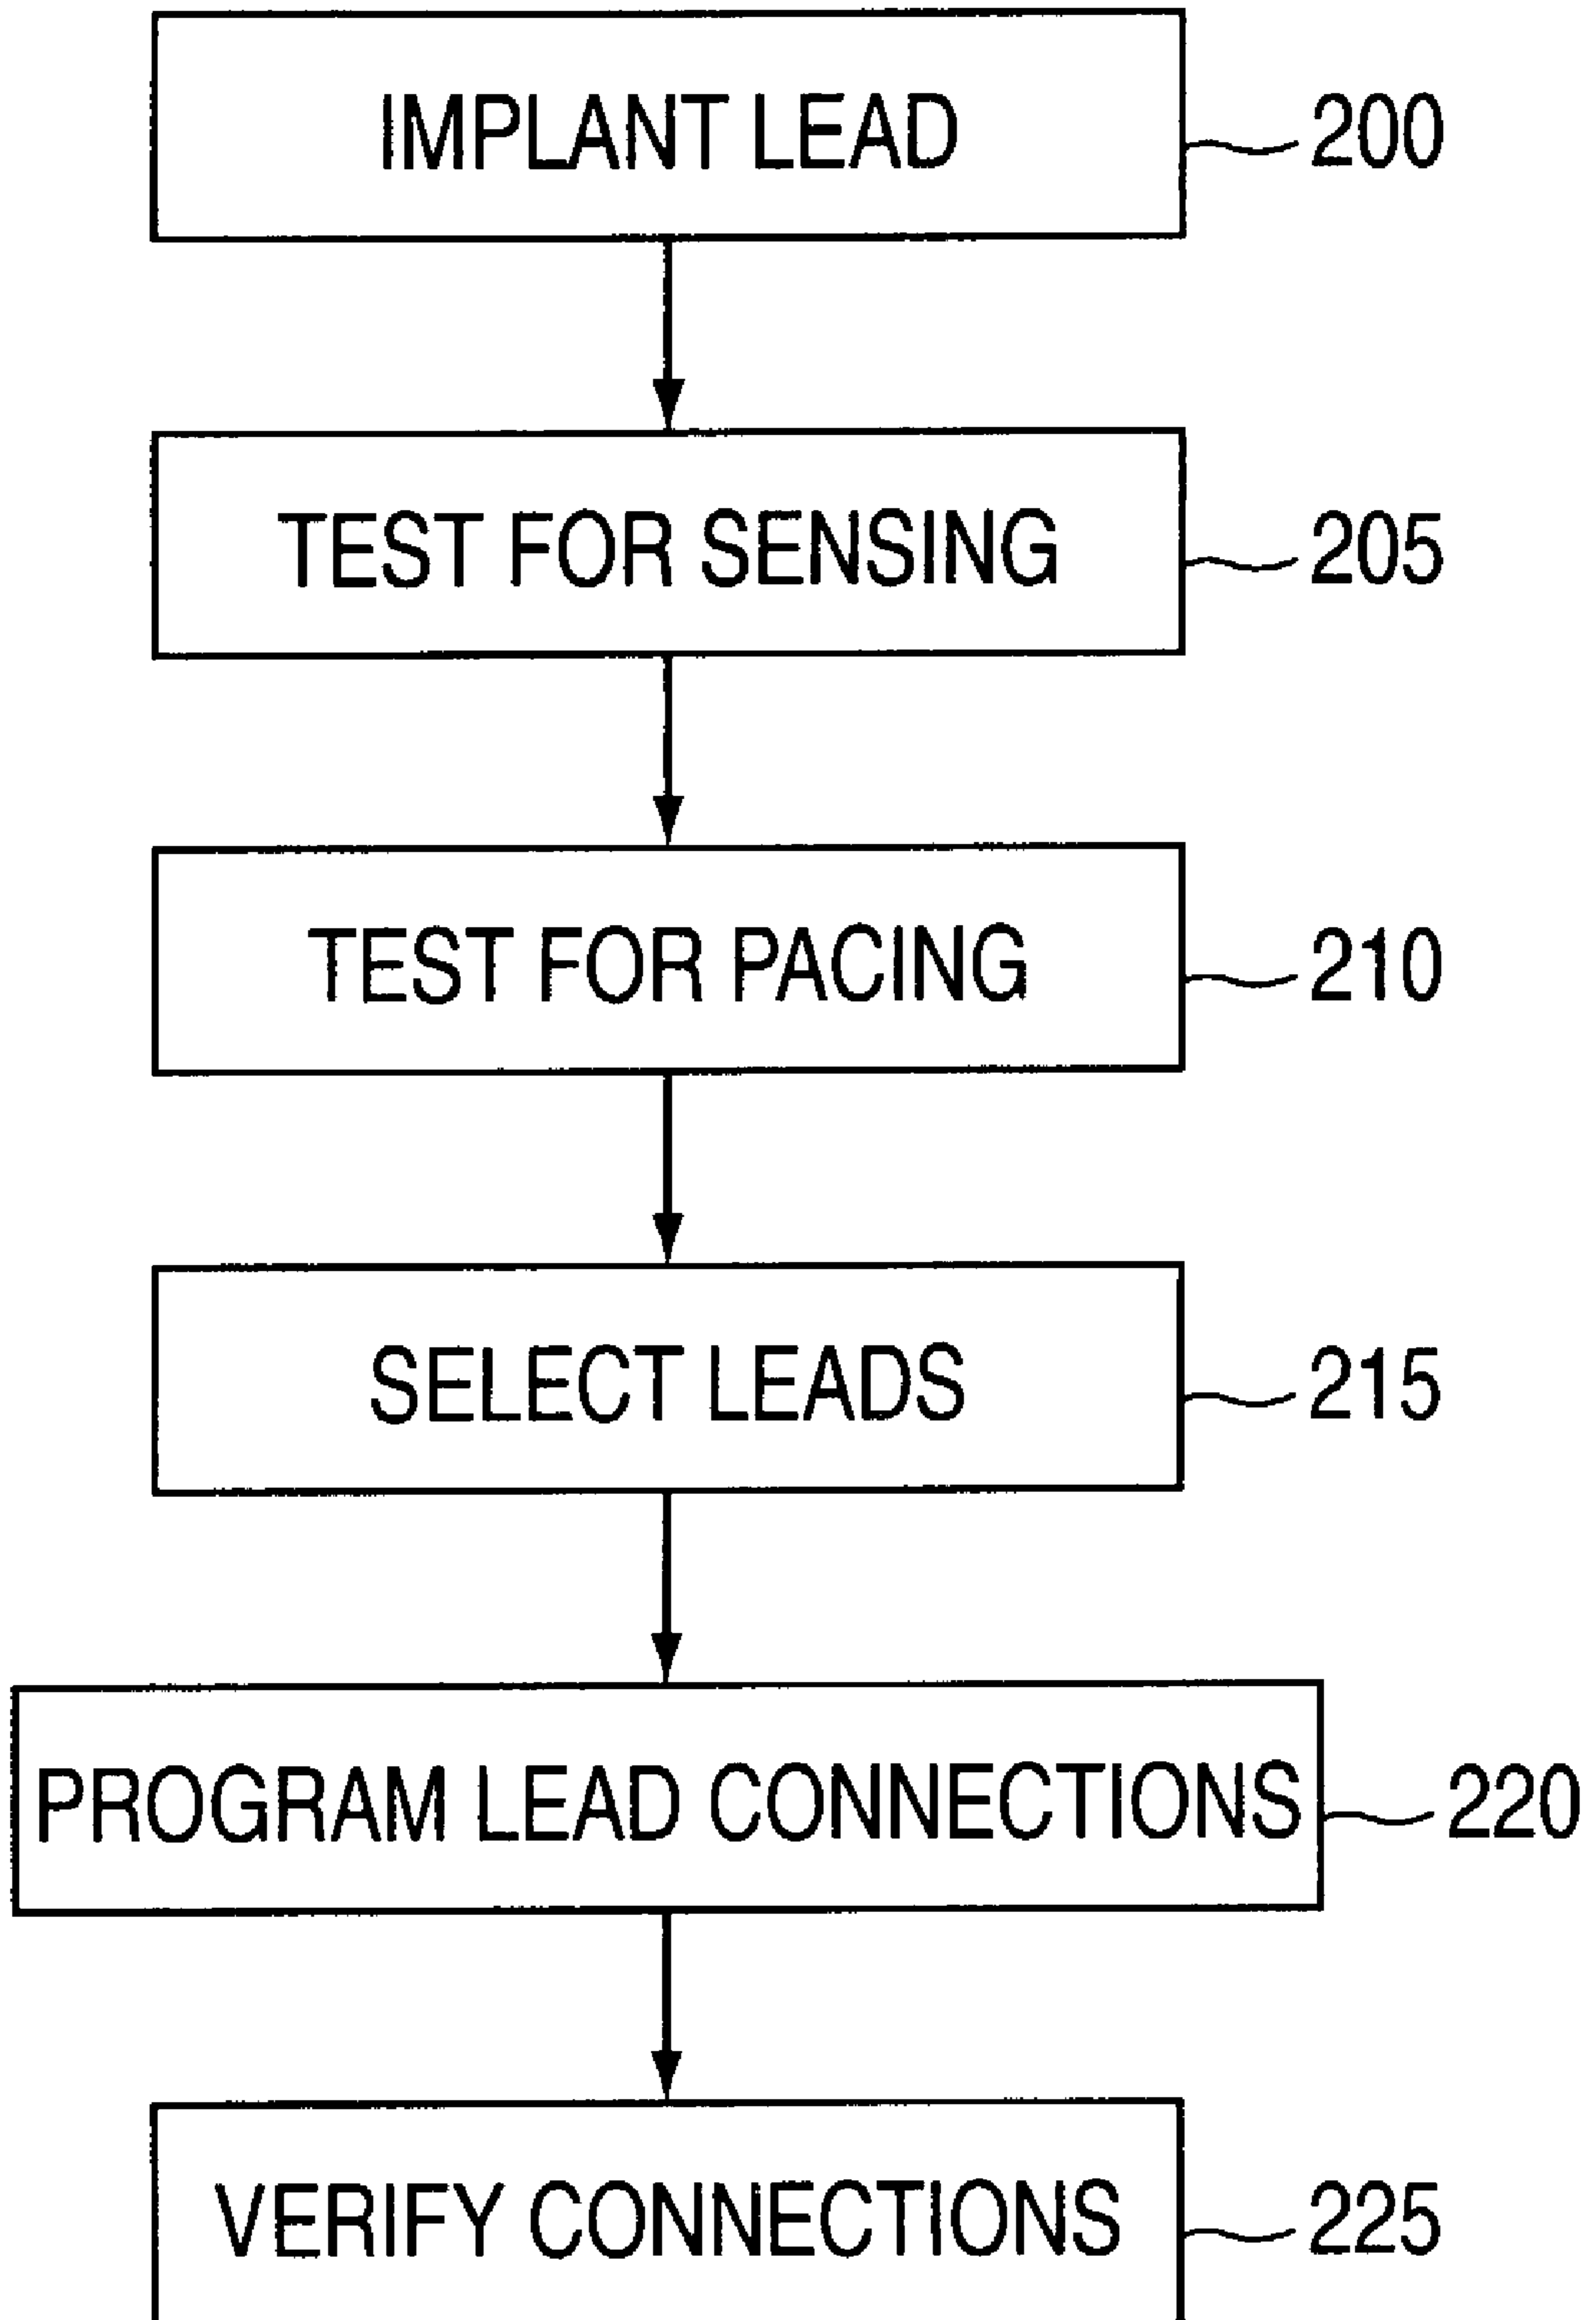 IMPLANT LEAD 200
TEST FOR SENSING 205
TEST FOR PACING 210
SELECT LEADS 215
PROGRAM LEAD CONNECTIONS 220
VERIFY CONNECTIONS 225